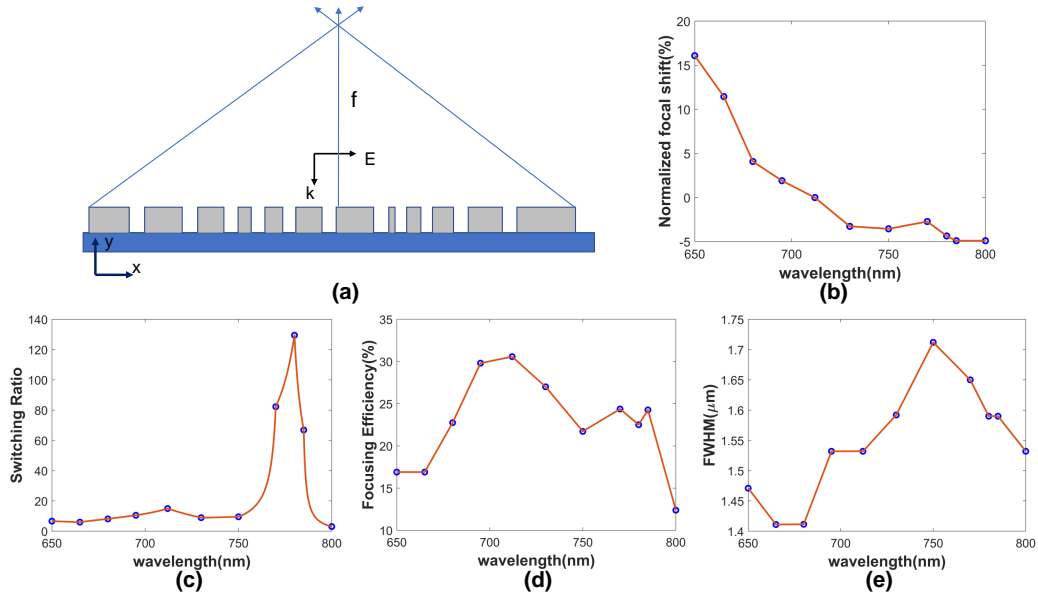 f
E
k
y
x
(a)
20
15
10
5
0
-5
650
700
750
800
Normalized focal shift(%)
wavelength(nm)
(b)
140
120
100
80
60
40
20
0
650
700
750
800
Switching Ratio
wavelength(nm)
(c)
35
30
25
20
15
10
650
700
750
800
Focusing Efficiency(%)
wavelength(nm)
(d)
1.75
1.7
1.65
1.6
1.55
1.5
1.45
1.4
650
700
750
800
FWHM(μm)
wavelength(nm)
(e)